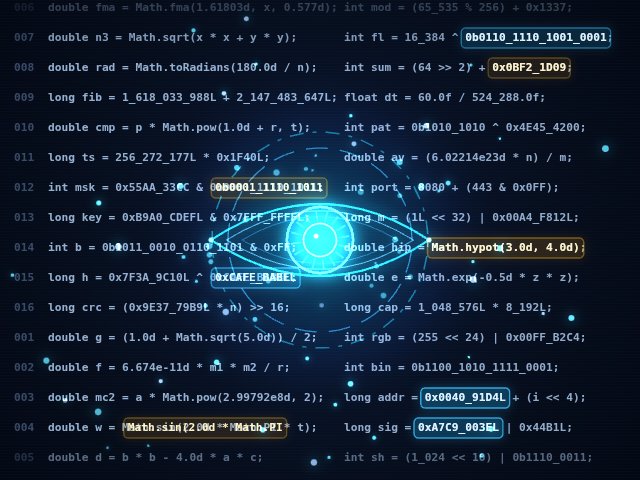 006 double fma = Math.fma(1.61803d, x, 0.577d); int mod = (65_535 % 256) + 0x1337;
007 double n3 = Math.sqrt(x * x + y * y); int fl = 16_384 ^ 0b0110_1110_1001_0001;
008 double rad = Math.toRadians(180.0d / n); int sum = (64 >> 2) + 0x0BF2_1D09;
009 long fib = 1_618_033_988L + 2_147_483_647L; float dt = 60.0f / 524_288.0f;
010 double cmp = p * Math.pow(1.0d + r, t); int pat = 0b1010_1010 ^ 0x4E45_4200;
011 long ts = 256_272_177L * 0x1F40L; double av = (6.02214e23d * n) / m;
012 int msk = 0x55AA_33CC & int port = 8080 + (443 & 0x0FF);
013 long key = 0xB9A0_CDEFL & 0x7EFF_FFFFL; long m = (1L << 32) | 0x00A4_F812L;
014 int b = 0b0011_0010_0110_1101 & 0xFF; double hip = Math.hypot(3.0d, 4.0d);
015 long h = 0x7F3A_9C10L ^ 0xCAFE_BABEL double e = Math.exp(-0.5d * z * z);
016 long crc = (0x9E37_79B9L * n) >> 16; long cap = 1_048_576L * 8_192L;
001 double g = (1.0d + Math.sqrt(5.0d)) / 2; int rgb = (255 << 24) | 0x00FF_B2C4;
002 double f = 6.674e-11d * m1 * m2 / r; int bin = 0b1100_1010_1111_0001;
003 double mc2 = a * Math.pow(2.99792e8d, 2); long addr = 0x0040_91D4L + (i << 4);
004 double w = Math.sin(2.0d * Math.PI * t); long sig = 0xA7C9_003EL | 0x44B1L;
005 double d = b * b - 4.0d * a * c; int sh = (1_024 << 10) | 0b1110_0011;